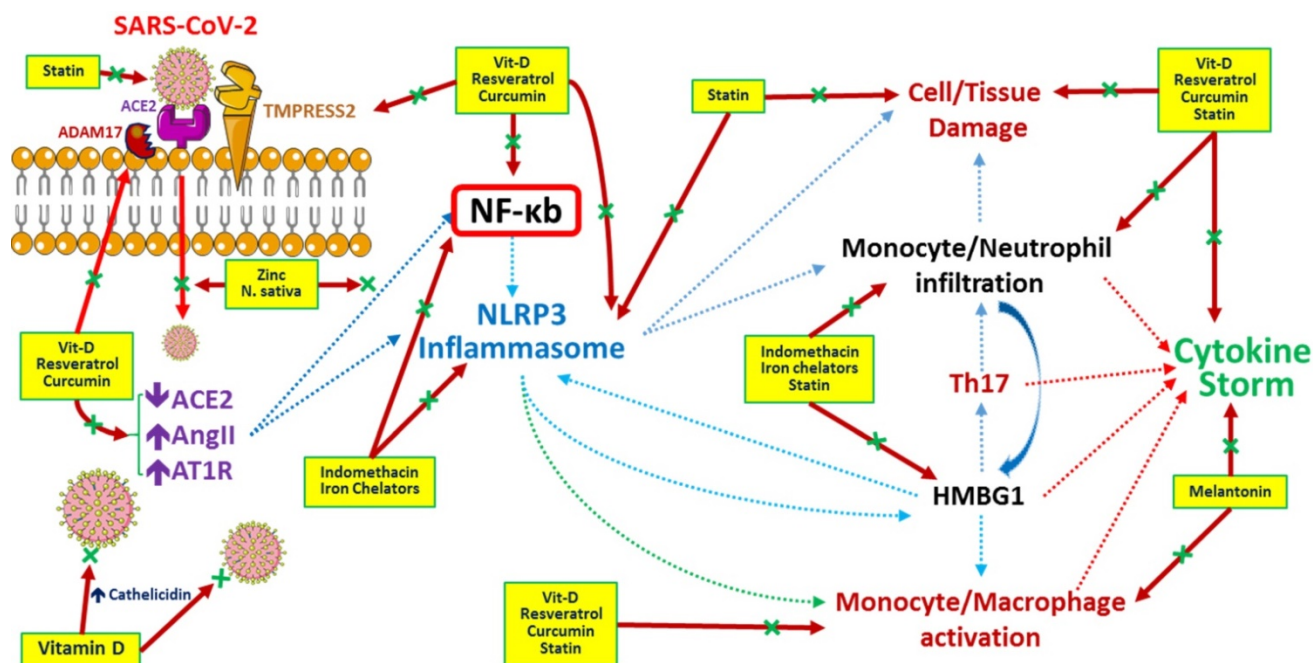 SARS-CoV-2
Statin
ACE2
ADAM17
TMPRESS2
Vit-D
Resveratrol
Curcumin
Statin
Cell/Tissue
Damage
Vit-D
Resveratrol
Curcumin
Statin
NF-κb
Monocyte/Neutrophil
infiltration
Zinc
N. sativa
NLRP3
Inflammasome
Vit-D
Resveratrol
Curcumin
Indomethacin
Iron chelators
Statin
Th17
Cytokine
Storm
ACE2
AngII
AT1R
Indomethacin
Iron Chelators
HMBG1
Melantonin
Cathelicidin
Vitamin D
Vit-D
Resveratrol
Curcumin
Statin
Monocyte/Macrophage
activation